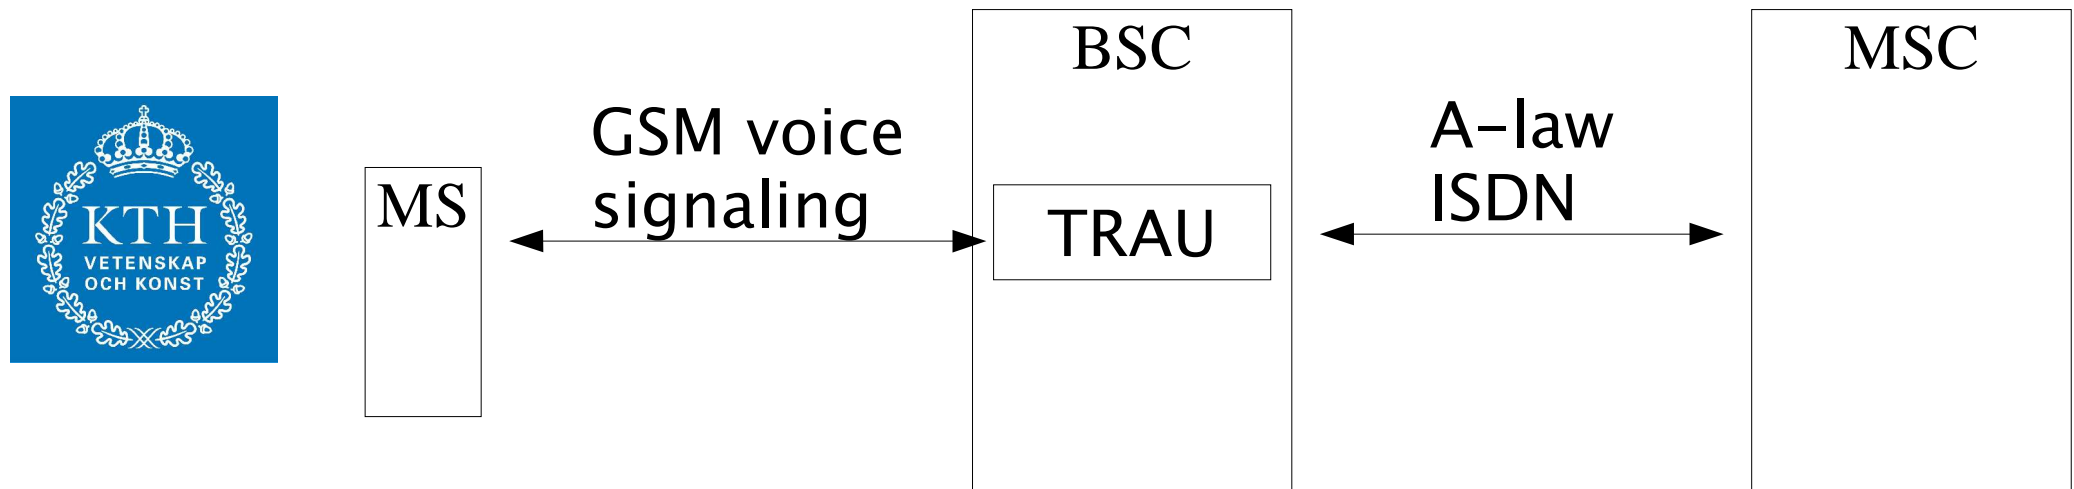 KTH
VETENSKAP
OCH KONST
MS
GSM voice
signaling
BSC
TRAU
A-law
ISDN
MSC